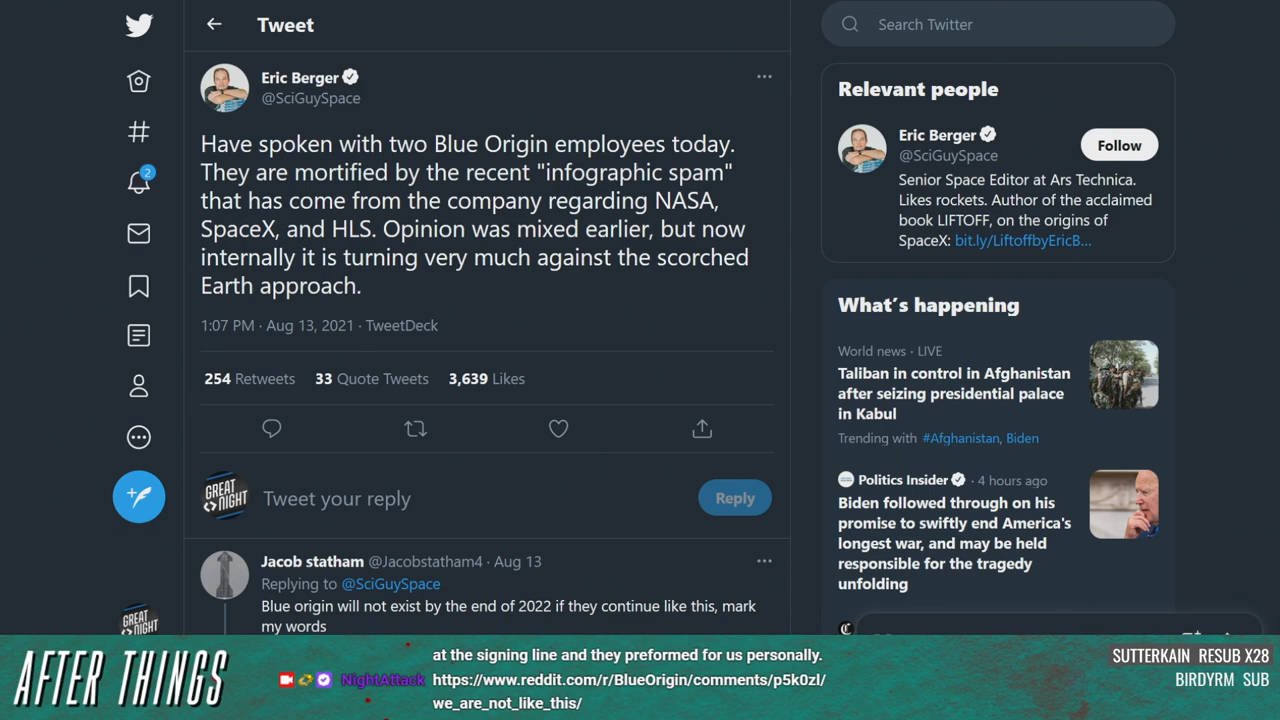 Tweet
Search Twitter
Eric Berger
@SciGuySpace
Have spoken with two Blue Origin employees today.
They are mortified by the recent "infographic spam"
that has come from the company regarding NASA,
SpaceX, and HLS. Opinion was mixed earlier, but now
internally it is turning very much against the scorched
Earth approach.
1:07 PM · Aug 13, 2021 · TweetDeck
254 Retweets 33 Quote Tweets 3,639 Likes
GREAT
NIGHT
Tweet your reply
Reply
Jacob statham @Jacobstatham4 · Aug 13
Replying to @SciGuySpace
Blue origin will not exist by the end of 2022 if they continue like this, mark
my words
2
GREAT
NIGHT
Relevant people
Eric Berger
@SciGuySpace
Follow
Senior Space Editor at Ars Technica.
Likes rockets. Author of the acclaimed
book LIFTOFF, on the origins of
SpaceX: bit.ly/LiftoffbyEricB...
What's happening
World news · LIVE
Taliban in control in Afghanistan
after seizing presidential palace
in Kabul
Trending with #Afghanistan, Biden
Politics Insider · 4 hours ago
Biden followed through on his
promise to swiftly end America's
longest war, and may be held
responsible for the tragedy
unfolding
AFTER THINGS
NightAttack
at the signing line and they preformed for us personally.
https://www.reddit.com/r/BlueOrigin/comments/p5k0zl/
we_are_not_like_this/
SUTTERKAIN RESUB X28
BIRDYRM SUB